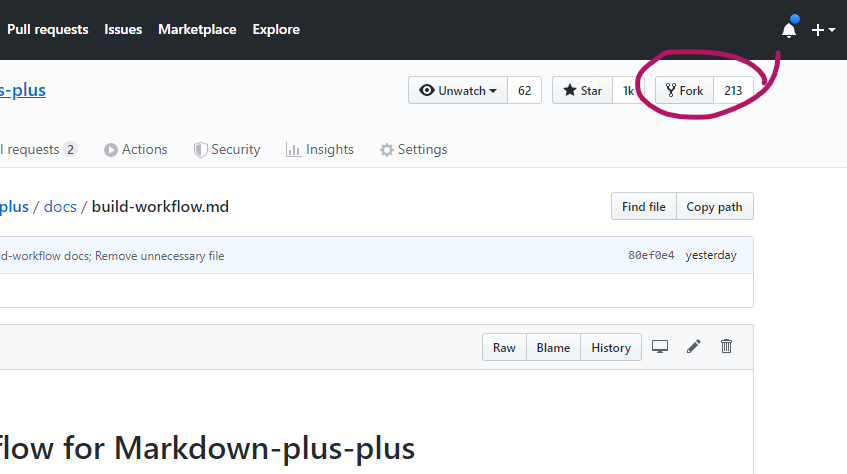 Pull requests Issues Marketplace Explore
s-plus Unwatch 62 Star 1k Fork 213
l requests 2 Actions Security Insights Settings
plus / docs / build-workflow.md Find file Copy path
d-workflow docs; Remove unnecessary file 80ef0e4 yesterday
Raw Blame History
flow for Markdown-plus-plus